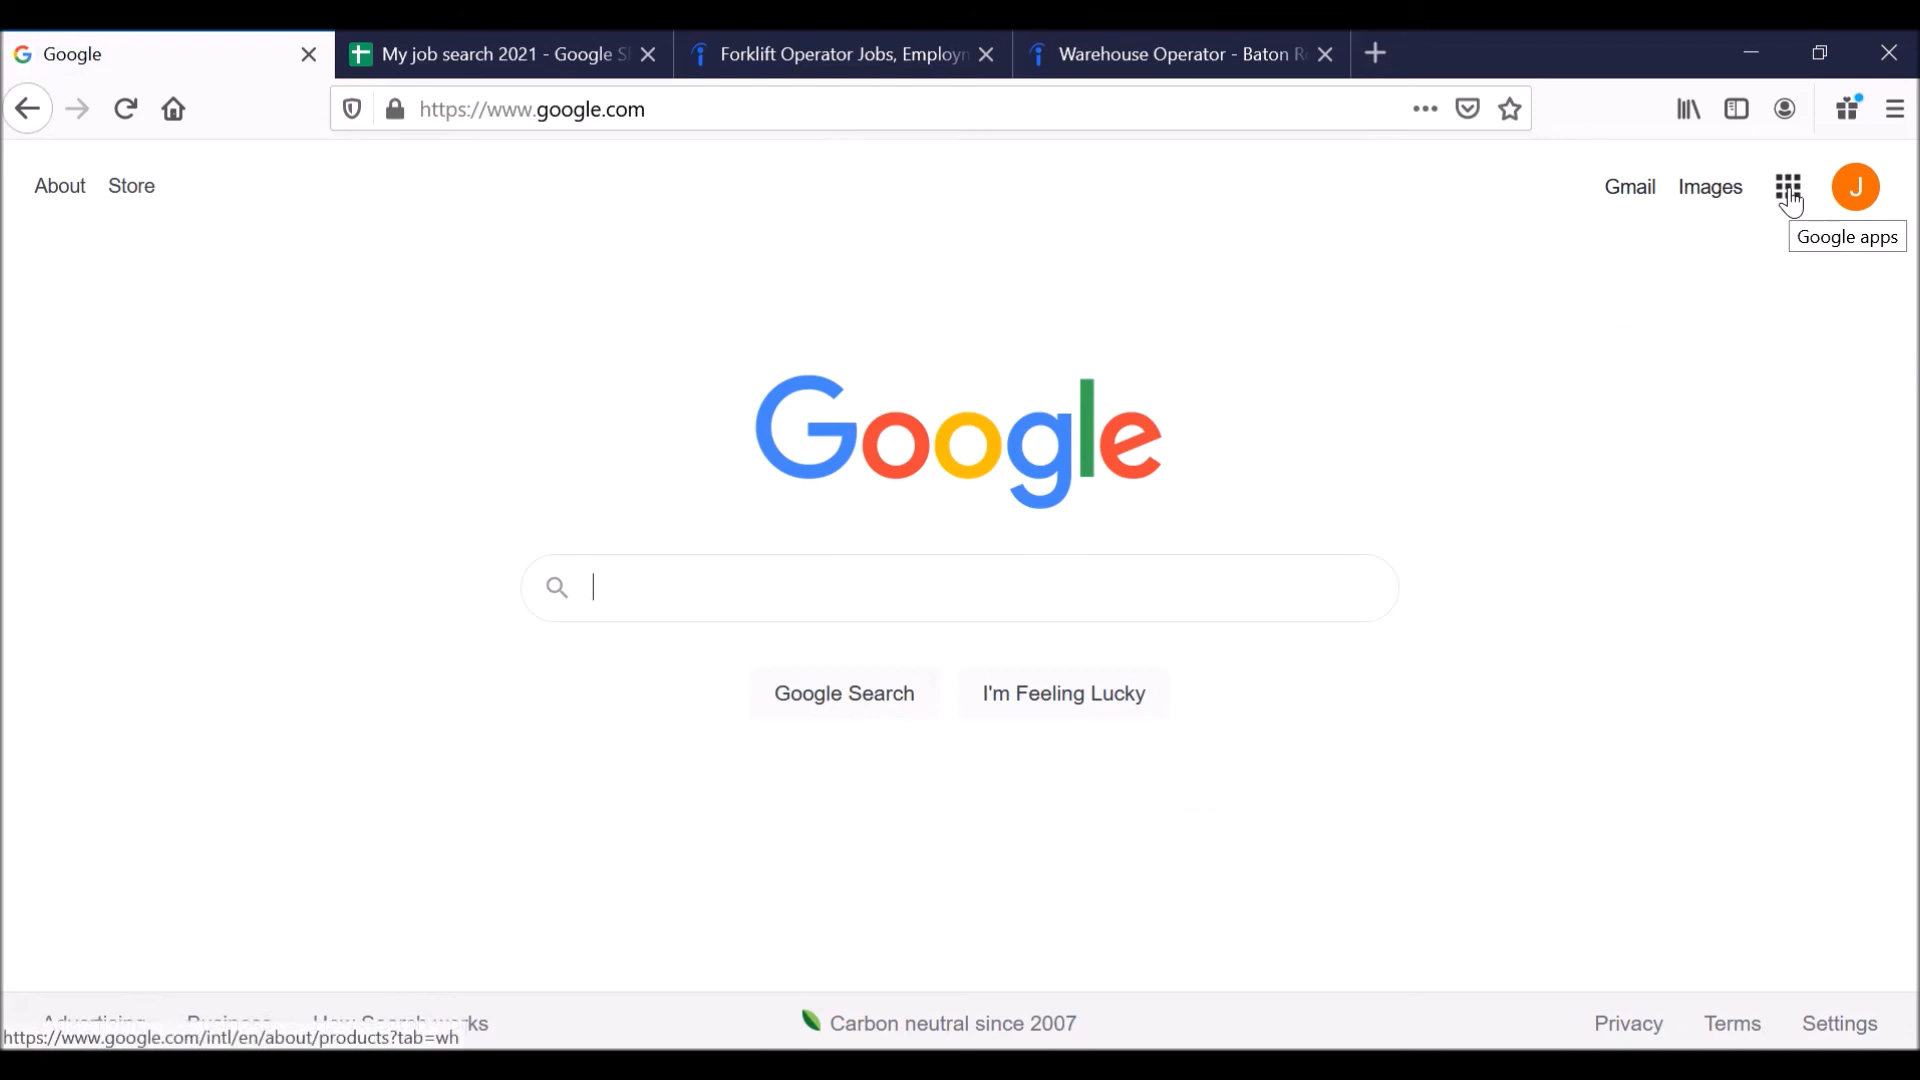 Google
My job search 2021 - Google S
Forklift Operator Jobs, Employ
Warehouse Operator - Baton R
https://www.google.com
About Store
Gmail Images
J
Google apps
Google
Google Search
I'm Feeling Lucky
Carbon neutral since 2007
Privacy Terms Settings
https://www.google.com/intl/en/about/products?tab=wh